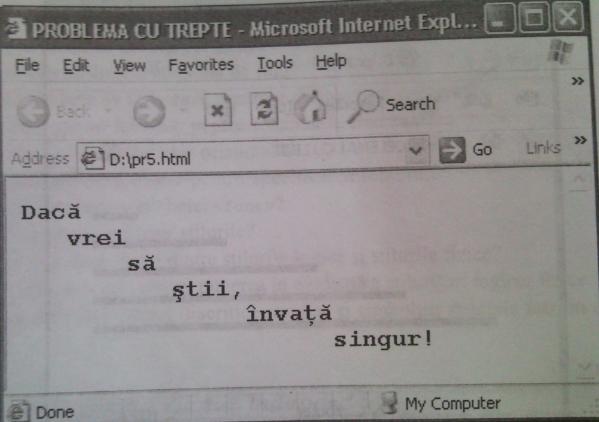 PROBLEMA CU TREPTE - Microsoft Internet Expl...
File Edit View Favorites Tools Help
Back Search
Address D:\pr5.html Go Links
Dacă
vrei
să
ştii,
învaţă
singur!
Done My Computer